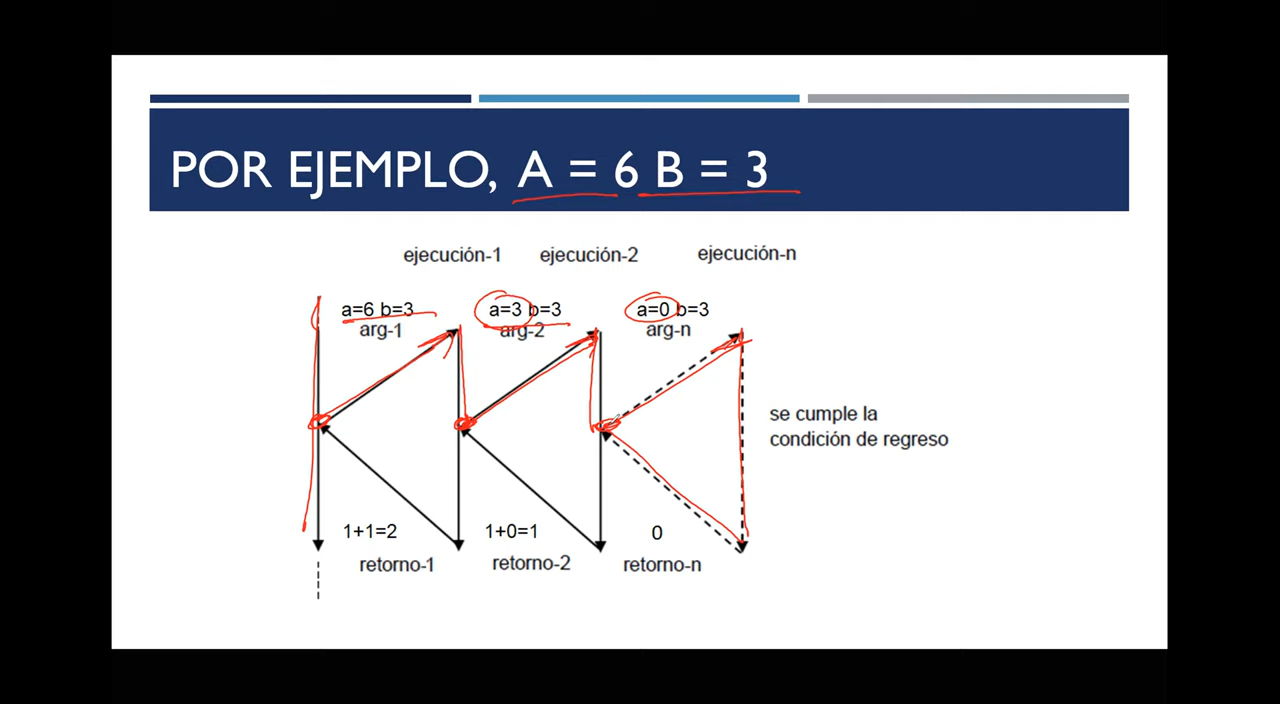 POR EJEMPLO, A = 6 B = 3
ejecución-1 ejecución-2 ejecución-n
a=6 b=3 a=3 b=3 a=0 b=3
arg-1 arg-2 arg-n
se cumple la
condición de regreso
1+1=2 1+0=1 0
retorno-1 retorno-2 retorno-n